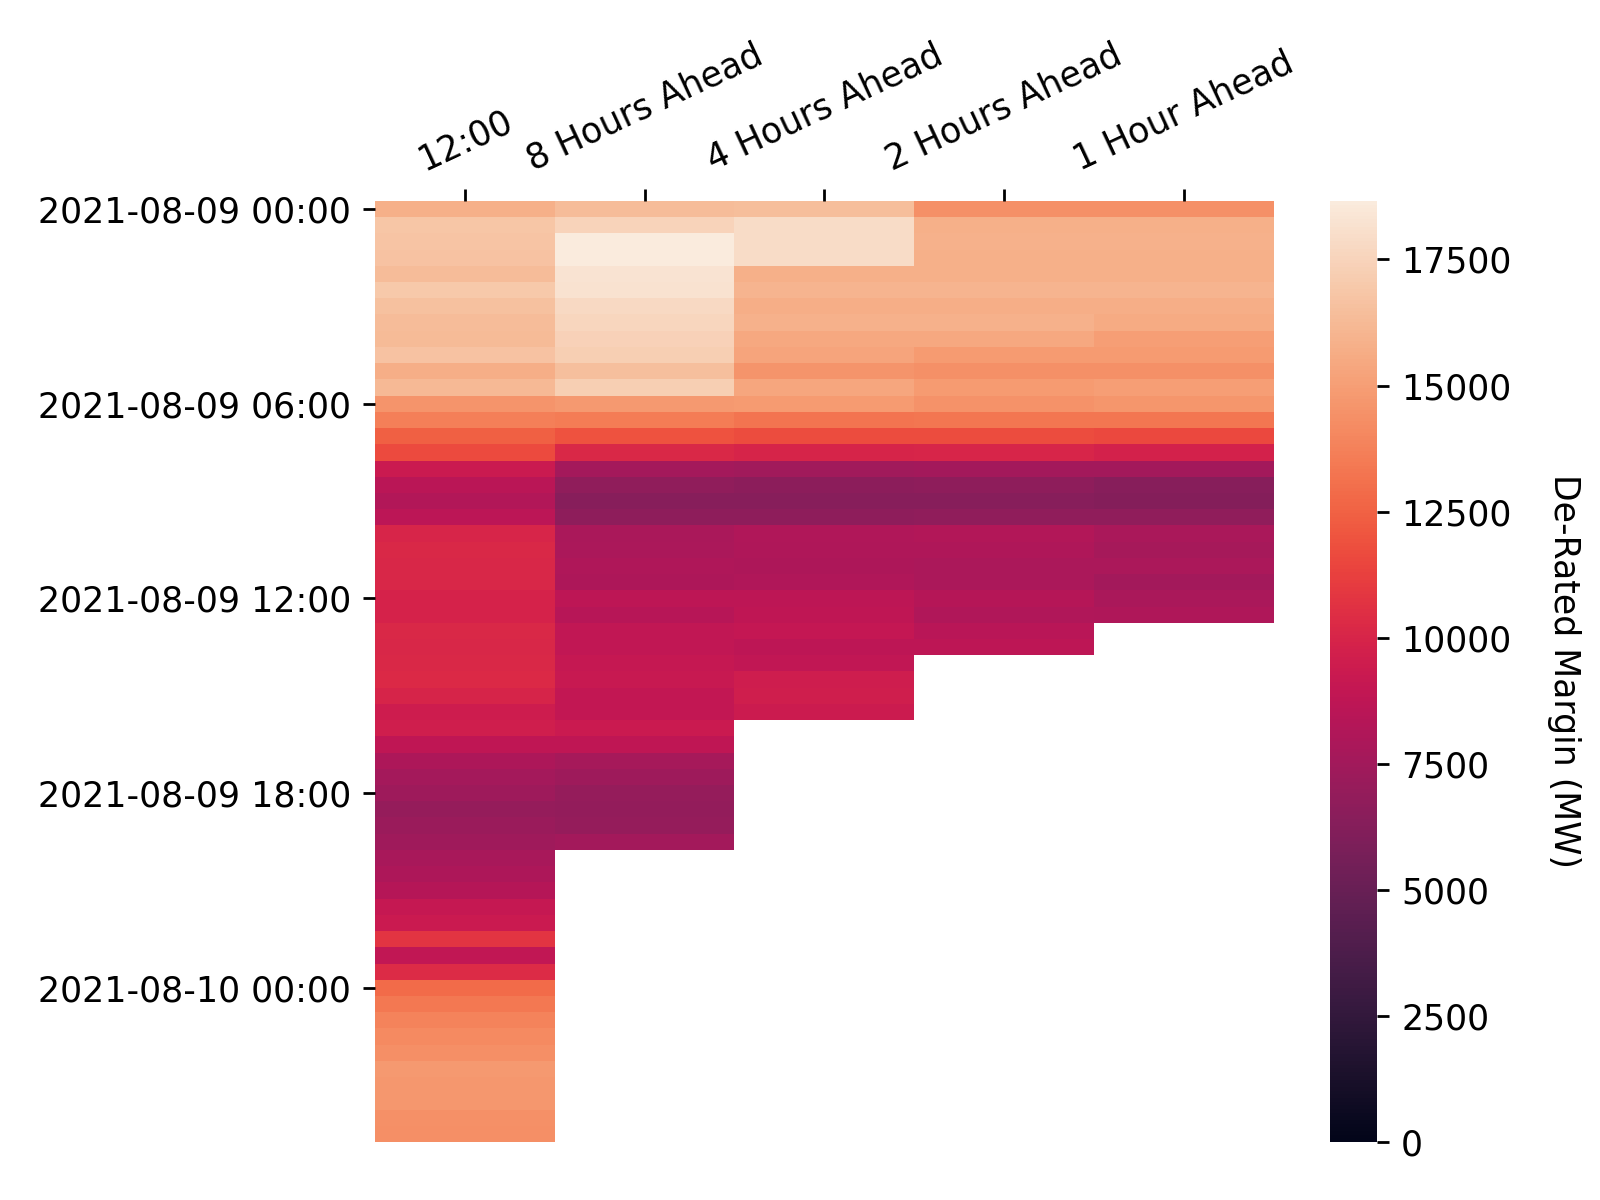 12:00
8 Hours Ahead
4 Hours Ahead
2 Hours Ahead
1 Hour Ahead
2021-08-09 00:00
2021-08-09 06:00
2021-08-09 12:00
2021-08-09 18:00
2021-08-10 00:00
17500
15000
12500
10000
7500
5000
2500
0
De-Rated Margin (MW)